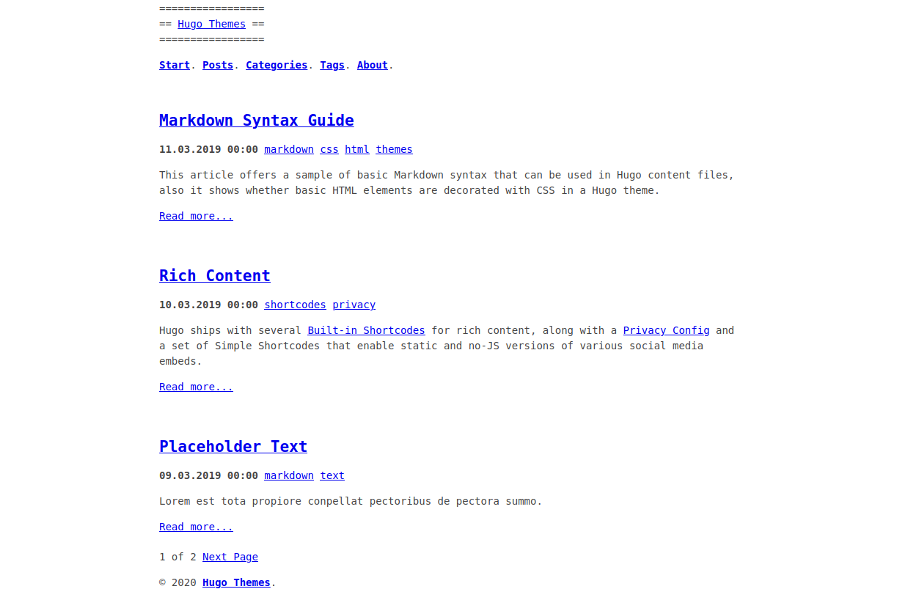 =================
== Hugo Themes ==
=================
Start. Posts. Categories. Tags. About.
Markdown Syntax Guide
11.03.2019 00:00 markdown css html themes
This article offers a sample of basic Markdown syntax that can be used in Hugo content files,
also it shows whether basic HTML elements are decorated with CSS in a Hugo theme.
Read more...
Rich Content
10.03.2019 00:00 shortcodes privacy
Hugo ships with several Built-in Shortcodes for rich content, along with a Privacy Config and
a set of Simple Shortcodes that enable static and no-JS versions of various social media
embeds.
Read more...
Placeholder Text
09.03.2019 00:00 markdown text
Lorem est tota propiore conpellat pectoribus de pectora summo.
Read more...
1 of 2 Next Page
© 2020 Hugo Themes.